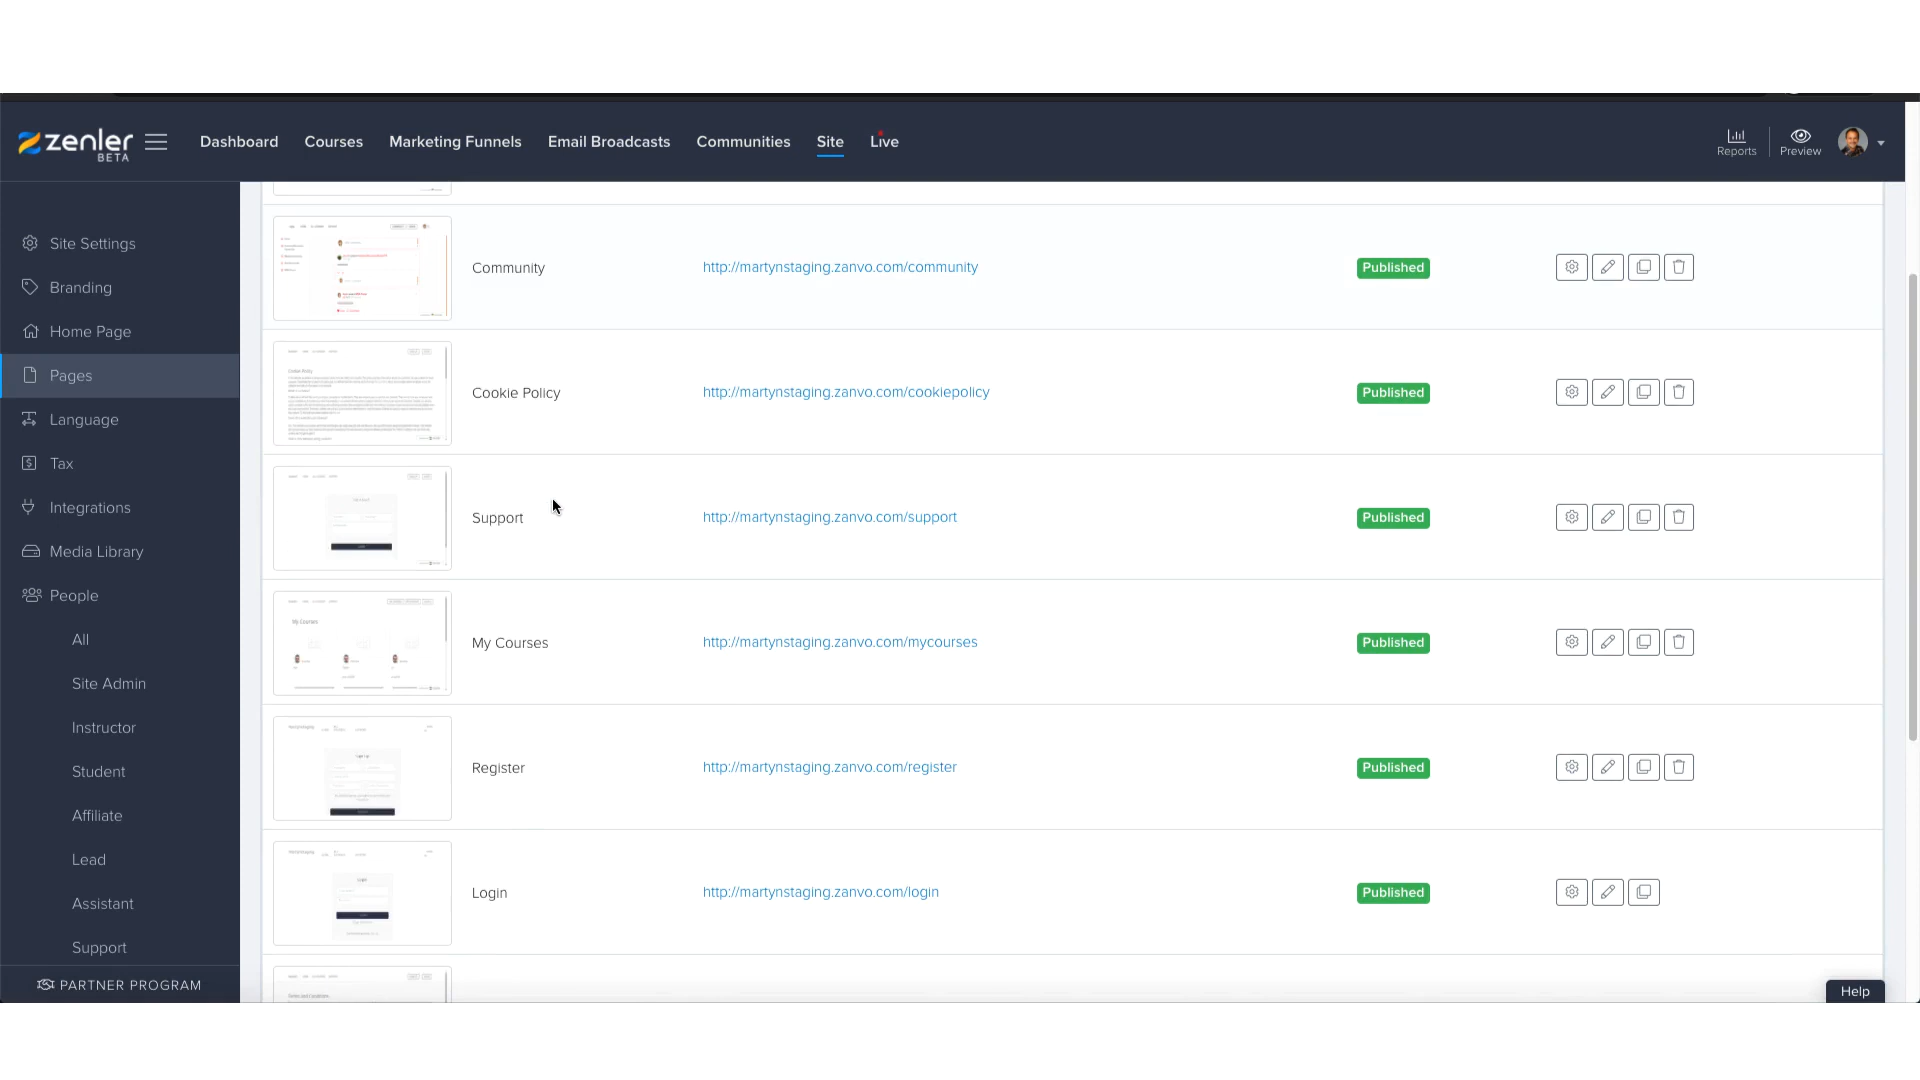 zenler
BETA
Dashboard
Courses
Marketing Funnels
Email Broadcasts
Communities
Site
Live
Reports
Preview
Site Settings
Branding
Home Page
Pages
Language
Tax
Integrations
Media Library
People
All
Site Admin
Instructor
Student
Affiliate
Lead
Assistant
Support
PARTNER PROGRAM
Community
http://martynstaging.zanvo.com/community
Published
Cookie Policy
http://martynstaging.zanvo.com/cookiepolicy
Published
Support
http://martynstaging.zanvo.com/support
Published
My Courses
My Courses
http://martynstaging.zanvo.com/mycourses
Published
Register
http://martynstaging.zanvo.com/register
Published
Login
http://martynstaging.zanvo.com/login
Published
Help